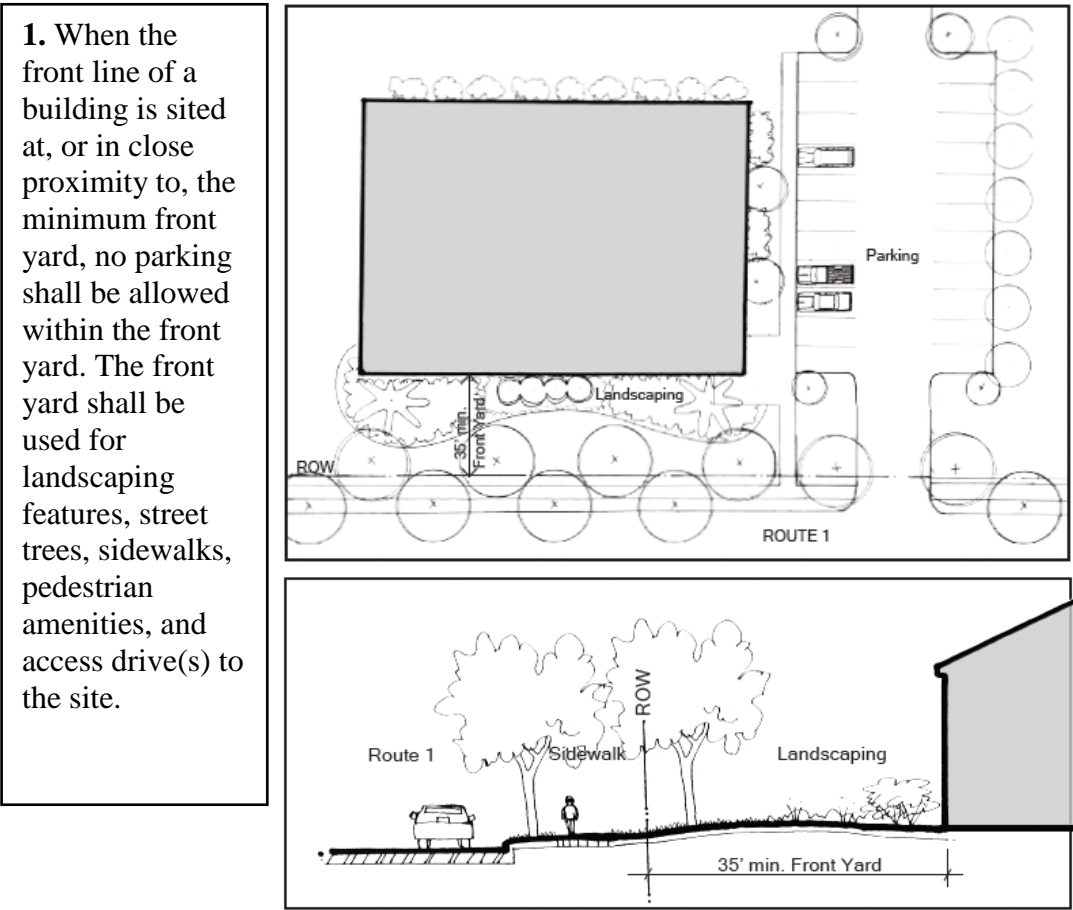 1. When the
front line of a
building is sited
at, or in close
proximity to, the
minimum front
yard, no parking
shall be allowed
within the front
yard. The front
yard shall be
used for
landscaping
features, street
trees, sidewalks,
pedestrian
amenities, and
access drive(s) to
the site.
Parking
Landscaping
35' min.
Front Yard
ROW
ROUTE 1
ROW
Route 1
Sidewalk
Landscaping
35' min. Front Yard